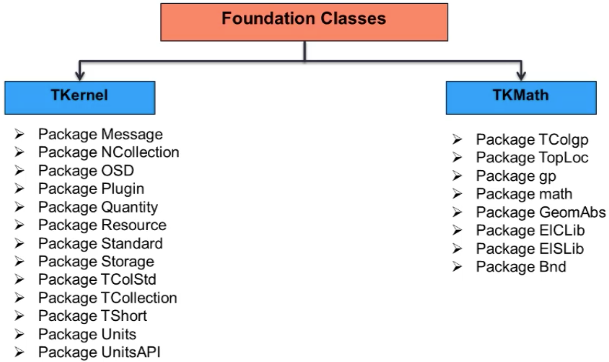 Foundation Classes
TKernel
Package Message
Package NCollection
Package OSD
Package Plugin
Package Quantity
Package Resource
Package Standard
Package Storage
Package TColStd
Package TCollection
Package TShort
Package Units
Package UnitsAPI
TKMath
Package TColgp
Package TopLoc
Package gp
Package math
Package GeomAbs
Package ElCLib
Package ElSLib
Package Bnd